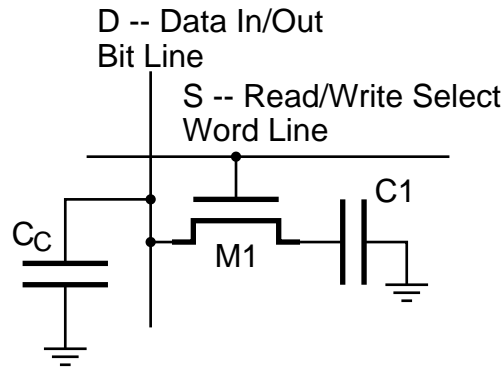 D -- Data In/Out
Bit Line
S -- Read/Write Select
Word Line
C1
CC
M1